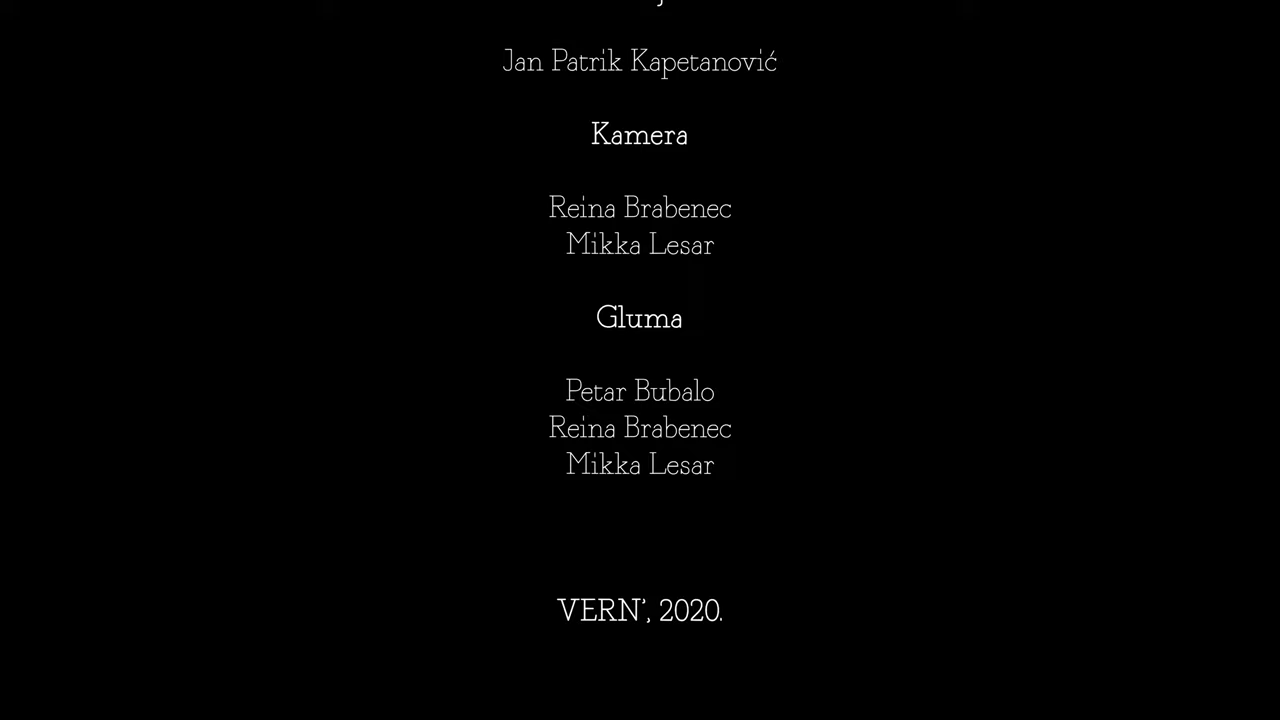 Jan Patrik Kapetanović
Kamera
Reina Brabenec
Mikka Lesar
Gluma
Petar Bubalo
Reina Brabenec
Mikka Lesar
VERN’, 2020.